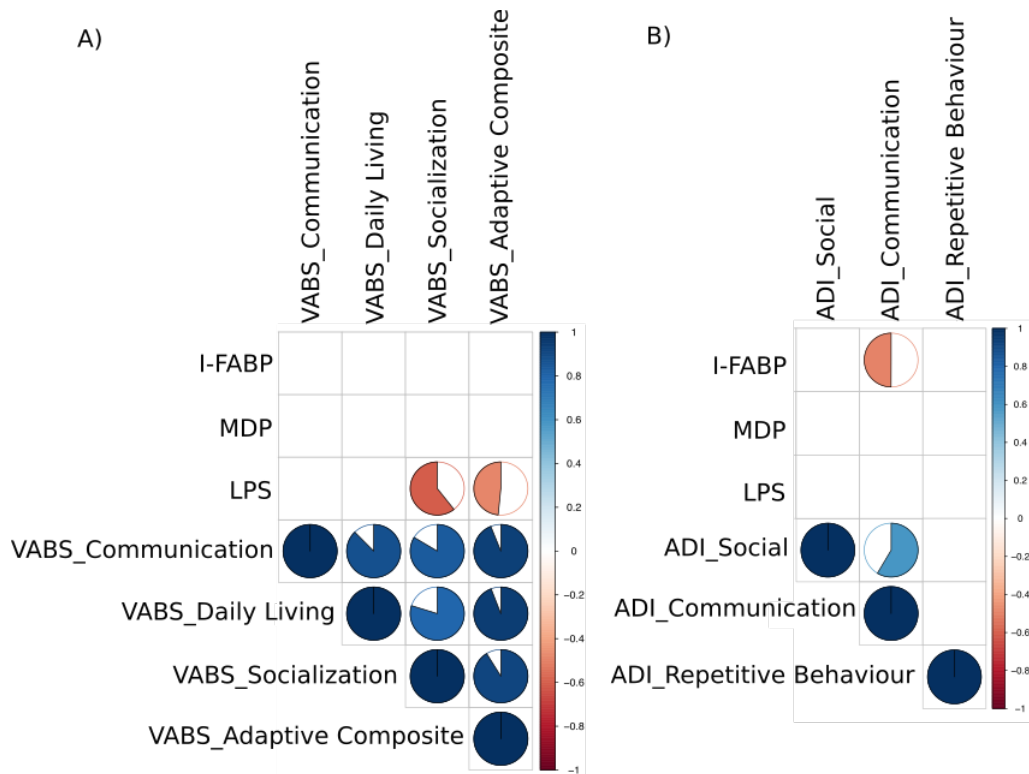 A)
VABS_Communication
VABS_Daily Living
VABS_Socialization
VABS_Adaptive Composite
I-FABP
MDP
LPS
VABS_Communication
VABS_Daily Living
VABS_Socialization
VABS_Adaptive Composite
1
0.8
0.6
0.4
0.2
0
−0.2
−0.4
−0.6
−0.8
−1
B)
ADI_Social
ADI_Communication
ADI_Repetitive Behaviour
I-FABP
MDP
LPS
ADI_Social
ADI_Communication
ADI_Repetitive Behaviour
1
0.8
0.6
0.4
0.2
0
−0.2
−0.4
−0.6
−0.8
−1